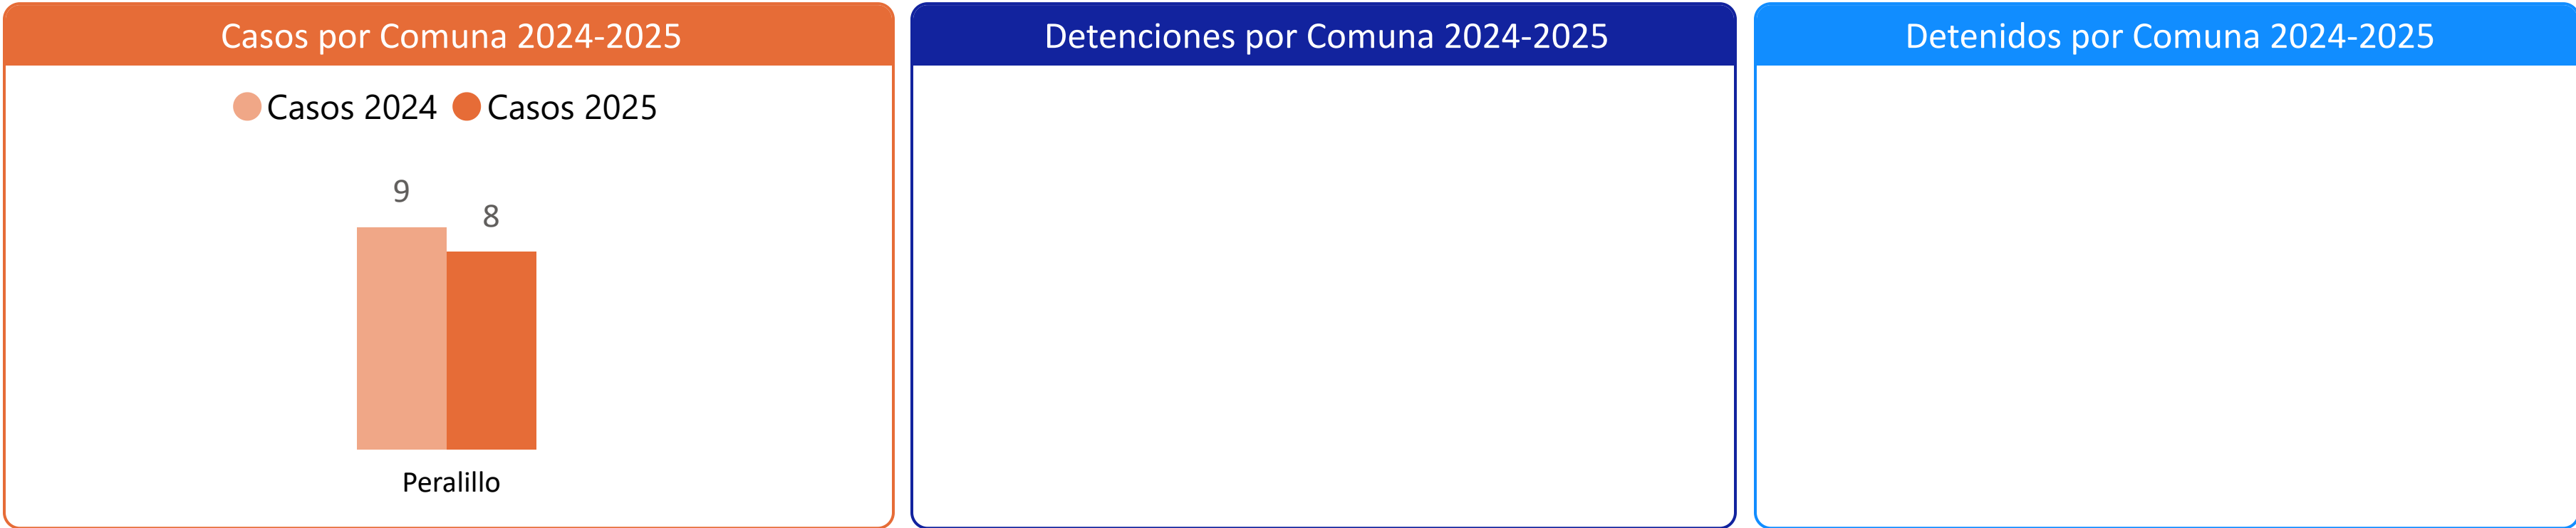 Casos por Comuna 2024-2025
Casos 2024 Casos 2025
9
8
Peralillo
Detenciones por Comuna 2024-2025
Detenidos por Comuna 2024-2025